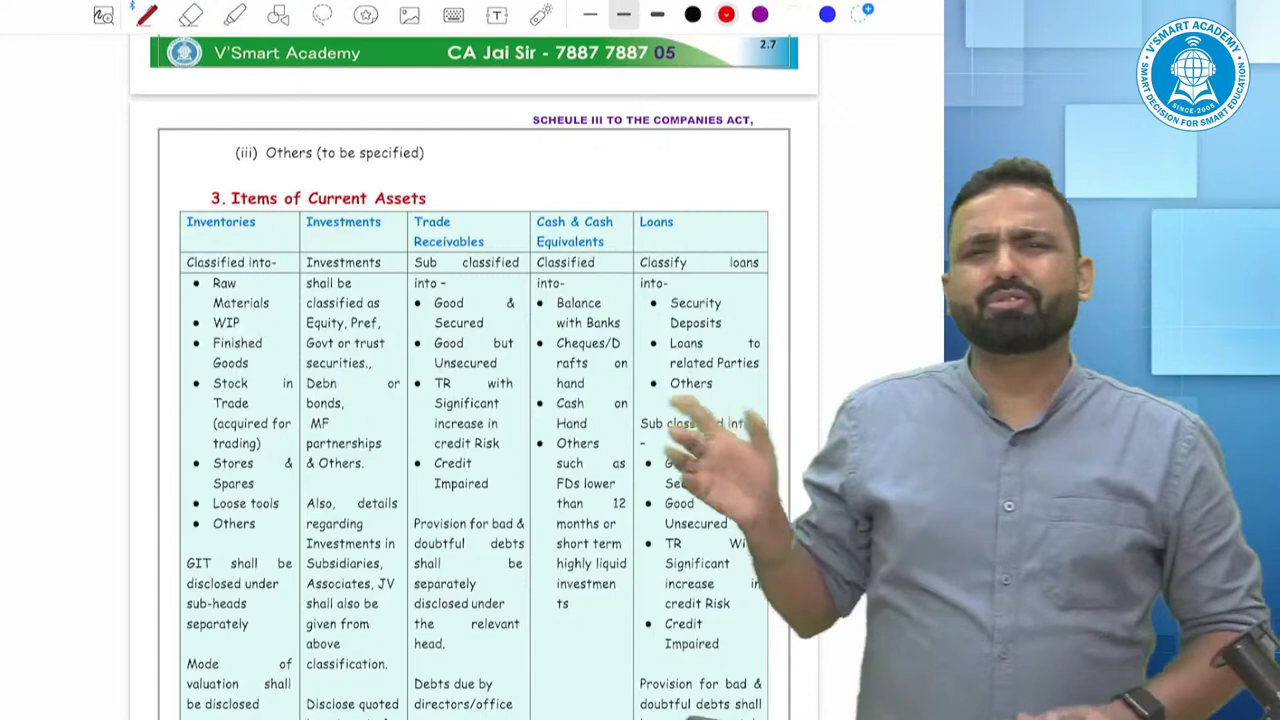 V'Smart Academy
CA Jai Sir - 7887 7887 05
2.7
SCHEULE III TO THE COMPANIES ACT,
(iii) Others (to be specified)
3. Items of Current Assets
Inventories
Classified into-
• Raw
Materials
• WIP
• Finished
Goods
• Stock in
Trade
(acquired for
trading)
• Stores &
Spares
• Loose tools
• Others
GIT shall be
disclosed under
sub-heads
separately
Mode of
valuation shall
be disclosed
Investments
Investments
shall be
classified as
Equity, Pref,
Govt or trust
securities.,
Debn or
bonds,
MF
partnerships
& Others.
Also, details
regarding
Investments in
Subsidiaries,
Associates, JV
shall also be
given from
above
classification.
Disclose quoted
Trade
Receivables
Sub classified
into –
• Good &
Secured
• Good but
Unsecured
• TR with
Significant
increase in
credit Risk
• Credit
Impaired
Provision for bad &
doubtful debts
shall be
separately
disclosed under
the relevant
head.
Debts due by
directors/office
Cash & Cash
Equivalents
Classified
into-
• Balance
with Banks
• Cheques/D
rafts on
hand
• Cash on
Hand
• Others
such as
FDs lower
than 12
months or
short term
highly liquid
investmen
ts
Loans
Classify loans
into-
• Security
Deposits
• Loans to
related Parties
• Others
Sub
–
• Good
Unsecured
• TR
Significant
increase in
credit Risk
• Credit
Impaired
Provision for bad &
doubtful debts shall
V'SMART ACADEMY
SMART DECISION FOR SMART EDUCATION
SINCE-2005